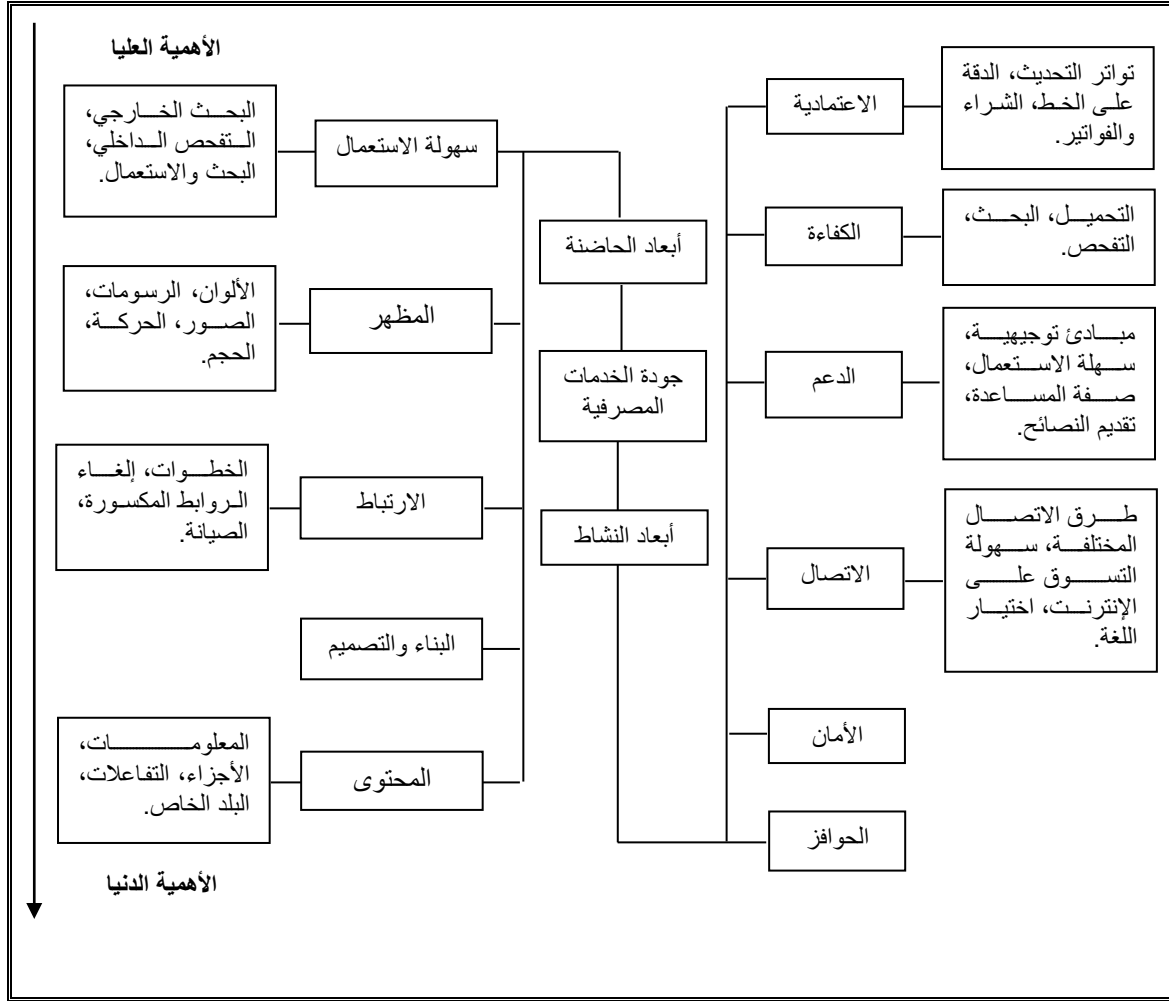 الأهمية العليا
تواتر التحديث، الدقة
على الخط، الشراء
والفواتير.
الاعتمادية
سهولة الاستعمال
البحث الخارجي،
التفحص الداخلي،
البحث والاستعمال.
التحميل، البحث،
التفحص.
الكفاءة
أبعاد الحاضنة
المظهر
الألوان، الرسومات،
الصور، الحركة،
الحجم.
مبادئ توجيهية،
سهلة الاستعمال،
صفة المساعدة،
تقديم النصائح.
الدعم
جودة الخدمات
المصرفية
الارتباط
الخطوات، إلغاء
الروابط المكسورة،
الصيانة.
طرق الاتصال
المختلفة، سهولة
التسوق على
الإنترنت، اختيار
اللغة.
الاتصال
أبعاد النشاط
البناء والتصميم
الأمان
المحتوى
المعلومات،
الأجزاء، التفاعلات،
البلد الخاص.
الحوافز
الأهمية الدنيا